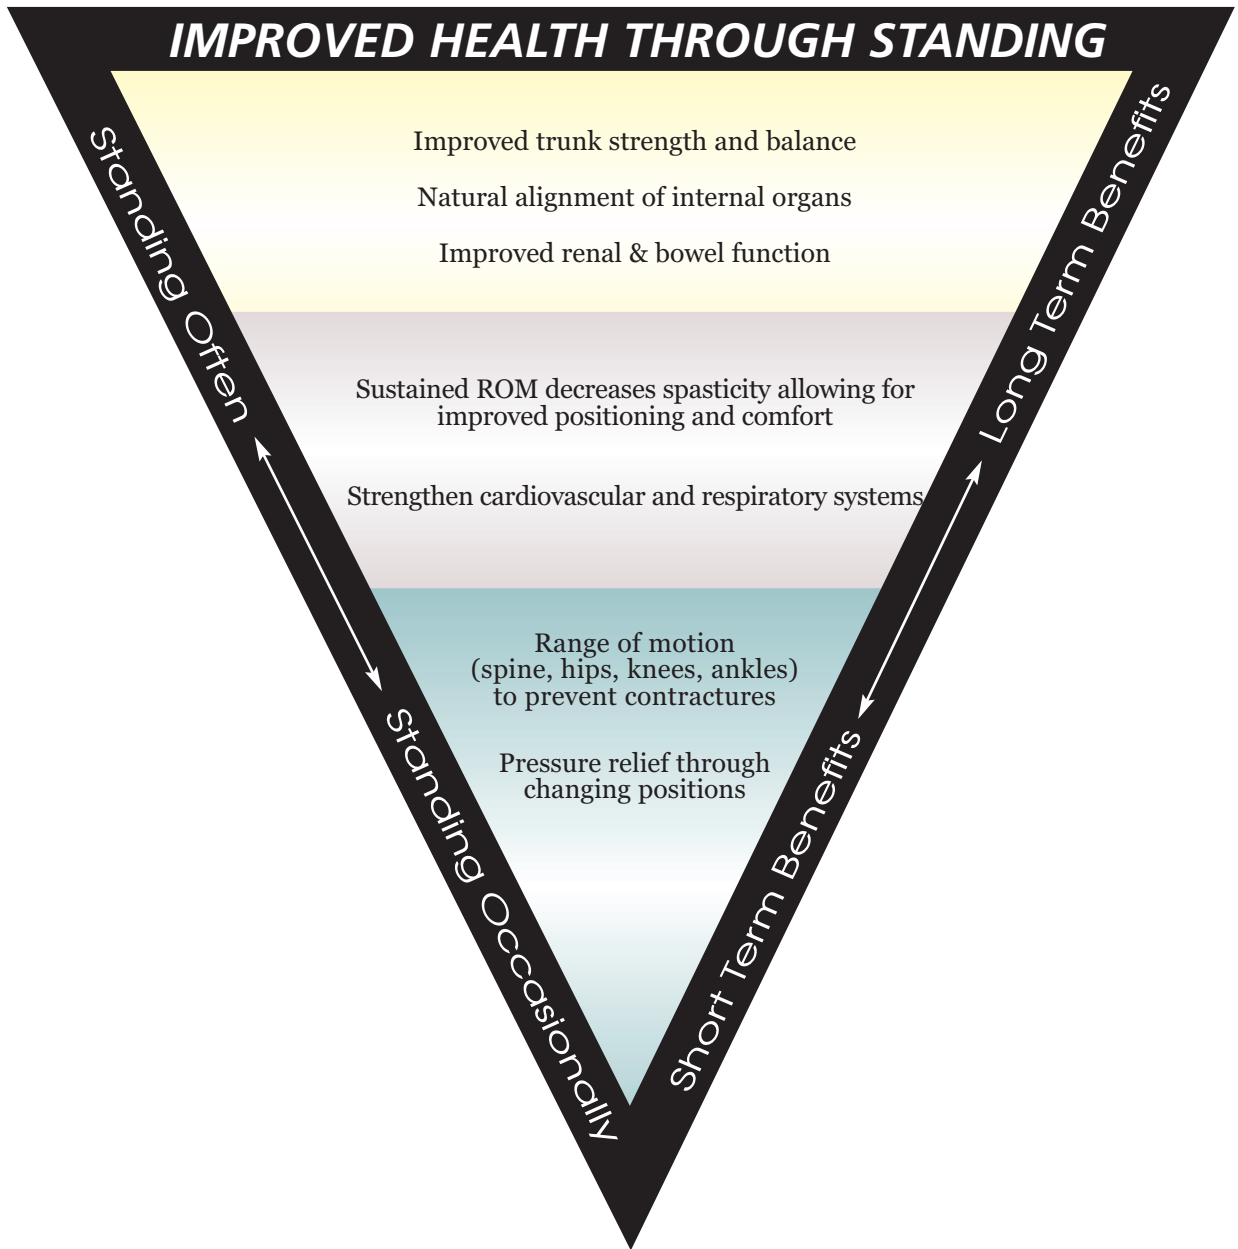 IMPROVED HEALTH THROUGH STANDING
Standing Often
Long Term Benefits
Improved trunk strength and balance
Natural alignment of internal organs
Improved renal & bowel function
Sustained ROM decreases spasticity allowing for
improved positioning and comfort
Strengthen cardiovascular and respiratory systems
Range of motion
(spine, hips, knees, ankles)
to prevent contractures
Pressure relief through
changing positions
Standing Occasionally
Short Term Benefits